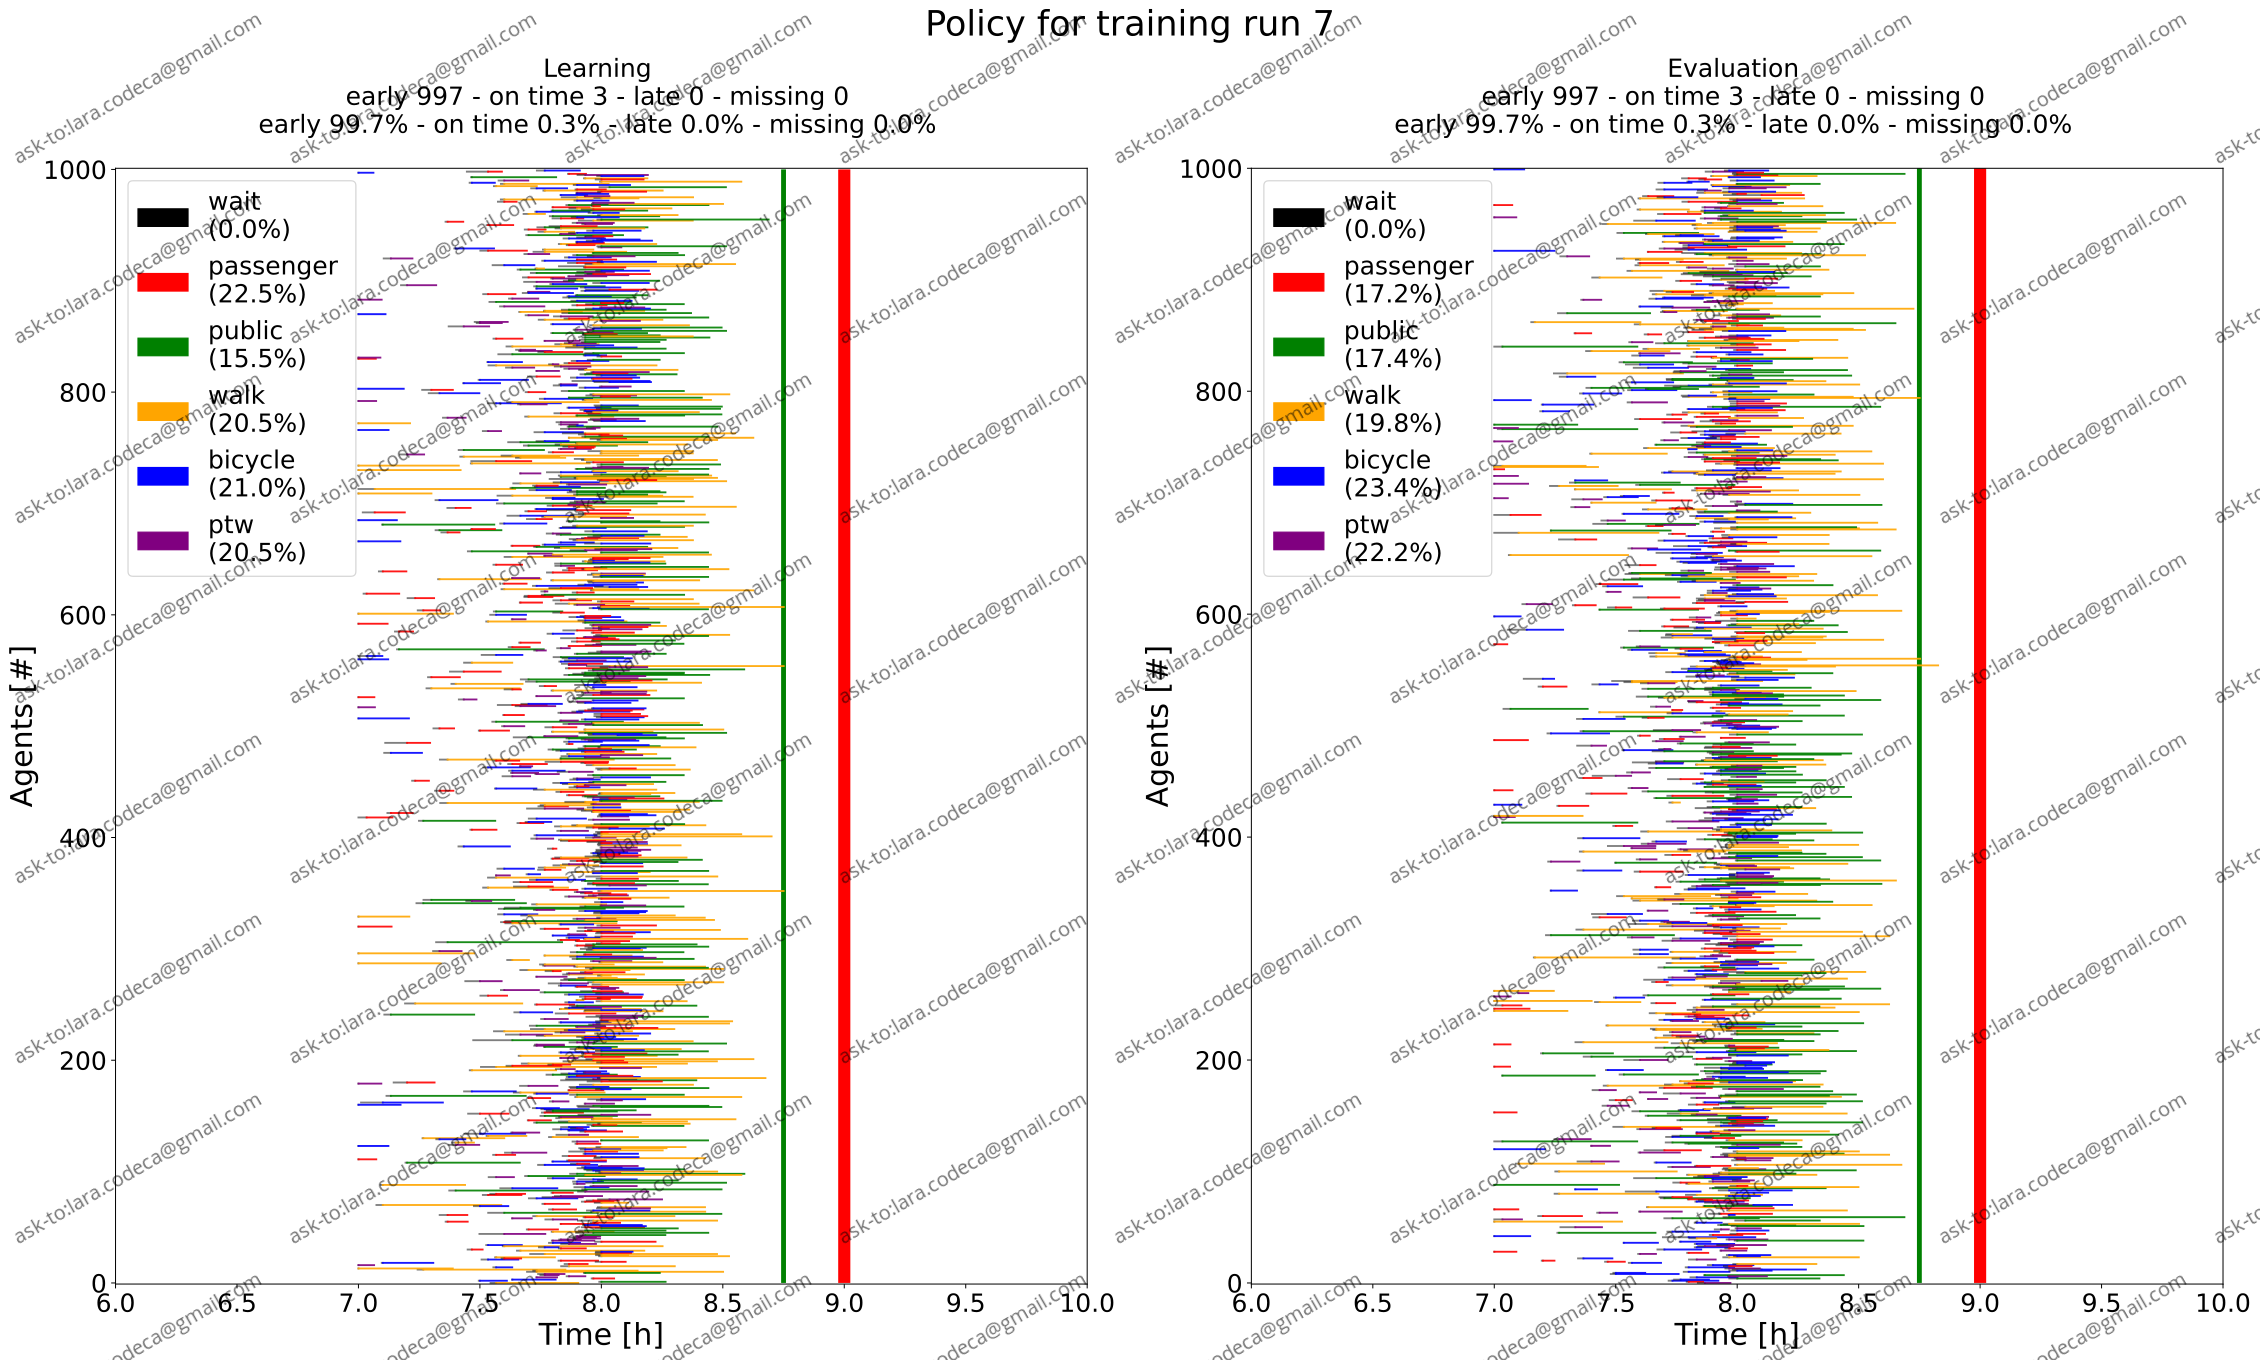 Policy for training run 7
Learning
early 997 - on time 3 - late 0 - missing 0
early 99.7% - on time 0.3% - late 0.0% - missing 0.0%
1000
800
600
400
200
0
Agents [#]
wait
(0.0%)
passenger
(22.5%)
public
(15.5%)
walk
(20.5%)
bicycle
(21.0%)
ptw
(20.5%)
6.0 6.5 7.0 7.5 8.0 8.5 9.0 9.5 10.0
Time [h]
Evaluation
early 997 - on time 3 - late 0 - missing 0
early 99.7% - on time 0.3% - late 0.0% - missing 0.0%
1000
800
600
400
200
0
Agents [#]
wait
(0.0%)
passenger
(17.2%)
public
(17.4%)
walk
(19.8%)
bicycle
(23.4%)
ptw
(22.2%)
6.0 6.5 7.0 7.5 8.0 8.5 9.0 9.5 10.0
Time [h]
ask-to:lara.codeca@gmail.com